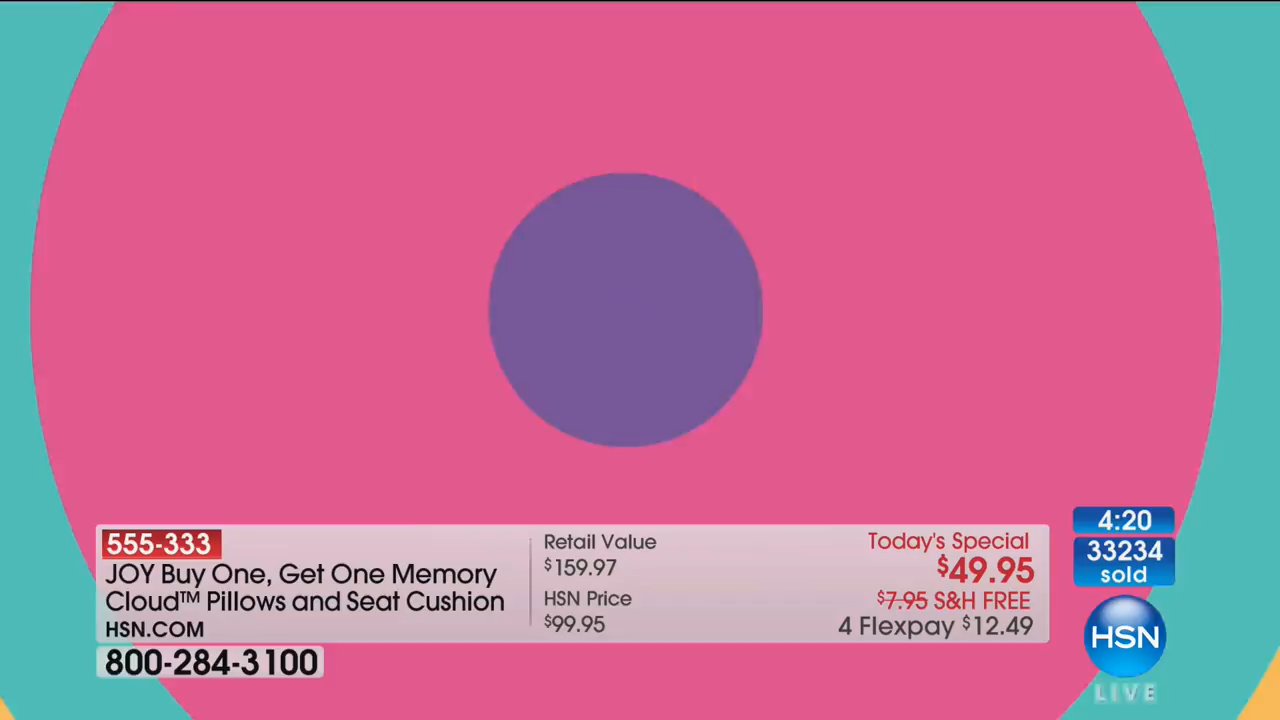 555-333
JOY Buy One, Get One Memory
Cloud™ Pillows and Seat Cushion
HSN.COM
800-284-3100
Retail Value
$159.97
HSN Price
$99.95
Today's Special
$49.95
$7.95 S&H FREE
4 Flexpay $12.49
4:20
33234
sold
HSN
LIVE